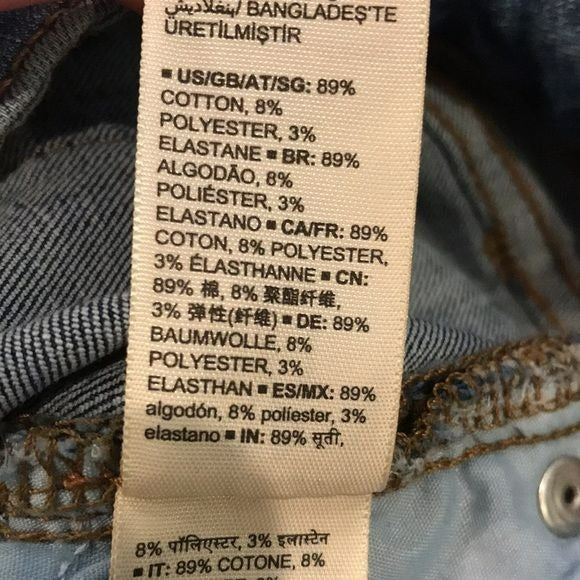 بنغلاديش/ BANGLADEŞ'TE
ÜRETİLMİŞTİR
■ US/GB/AT/SG: 89%
COTTON, 8%
POLYESTER, 3%
ELASTANE ■ BR: 89%
ALGODÃO, 8%
POLIÉSTER, 3%
ELASTANO ■ CA/FR: 89%
COTON, 8% POLYESTER,
3% ÉLASTHANNE ■ CN:
89% 棉, 8% 聚酯纤维,
3% 弹性(纤维) ■ DE: 89%
BAUMWOLLE, 8%
POLYESTER, 3%
ELASTHAN ■ ES/MX: 89%
algodón, 8% políester, 3%
elastano ■ IN: 89% सूती,
8% पॉलिएस्टर, 3% इलास्टेन
■ IT: 89% COTONE, 8%